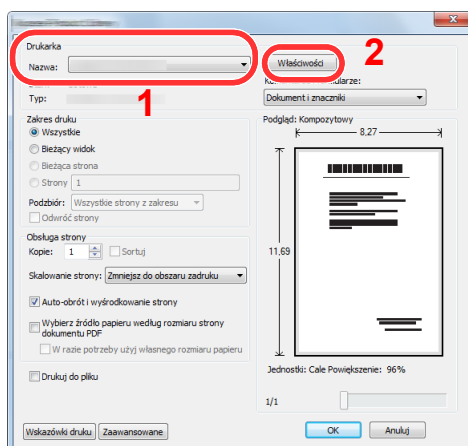 Drukarka
2
Nazwa:
Właściwości
1
Typ:
Dokument i znaczniki
Zakres druku
Wszystkie
Bieżący widok
Bieżąca strona
Strony 1
Podzbiór: Wszystkie strony z zakresu
Odwróć strony
Podgląd: Kompozytowy
8,27
11,69
Obsługa strony
Kopie: 1 Sortuj
Skalowanie strony: Zmniejsz do obszaru zadruku
Auto-obrót i wyśrodkowanie strony
Wybierz źródło papieru według rozmiaru strony
dokumentu PDF
W razie potrzeby użyj własnego rozmiaru papieru
Drukuj do pliku
Jednostki: Cale Powiększenie: 96%
1/1
Wskazówki druku Zaawansowane OK Anuluj